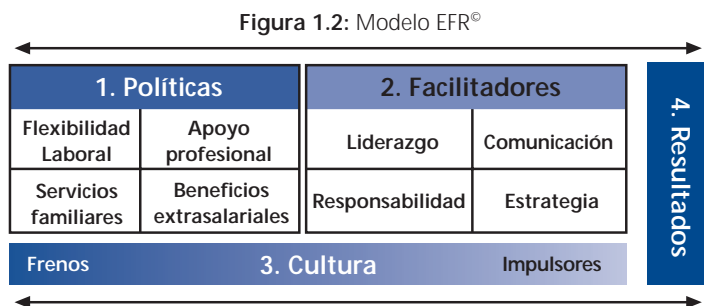 Figura 1.2: Modelo EFR©
1. Políticas
2. Facilitadores
Flexibilidad
Laboral
Apoyo
profesional
Liderazgo
Comunicación
Servicios
familiares
Beneficios
extrasalariales
Responsabilidad
Estrategia
Frenos
3. Cultura
Impulsores
4. Resultados